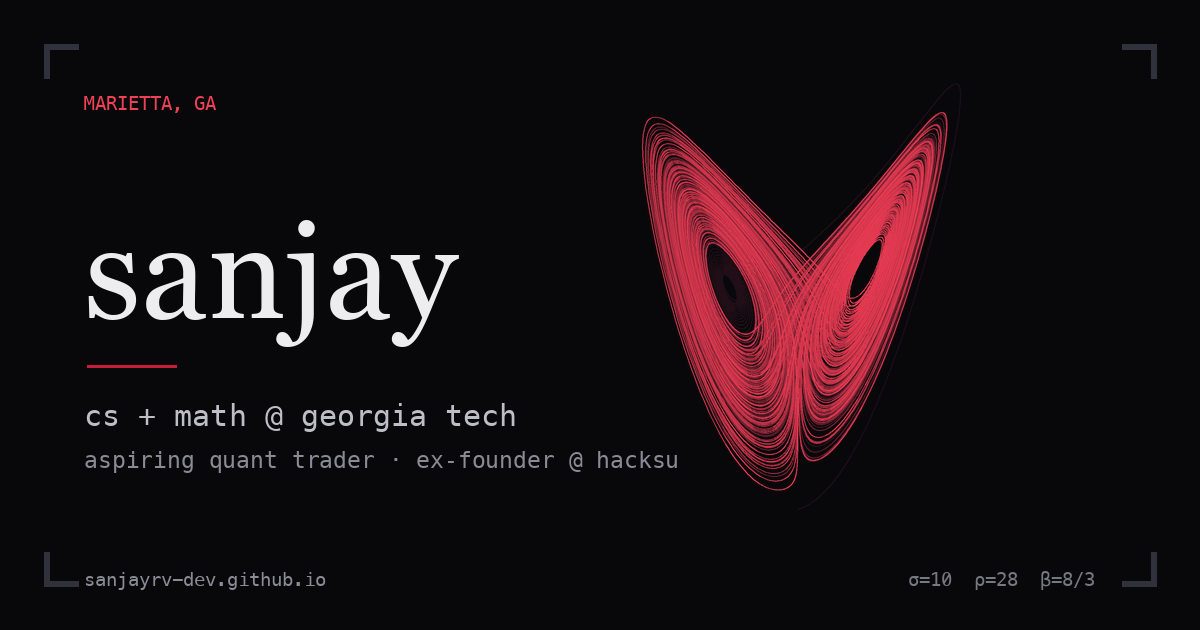 MARIETTA, GA
sanjay
cs + math @ georgia tech
aspiring quant trader · ex-founder @ hacksu
sanjayrv-dev.github.io
σ=10  ρ=28  β=8/3